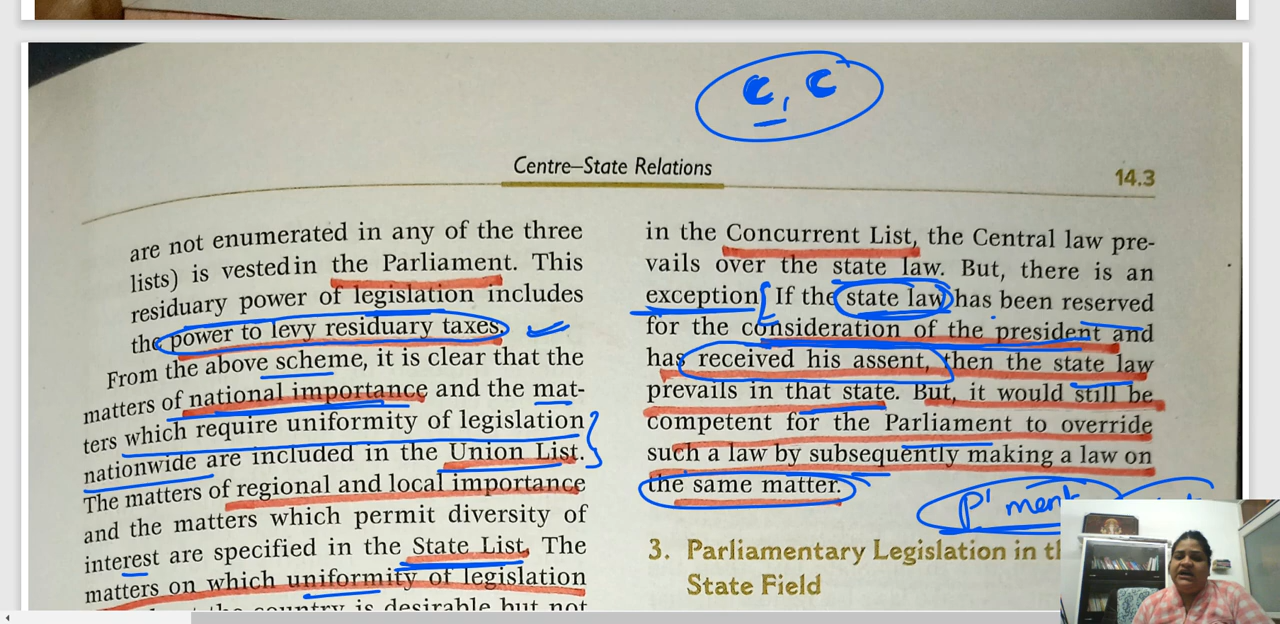 c, c
Centre–State Relations
14.3
are not enumerated in any of the three
lists) is vested in the Parliament. This
residuary power of legislation includes
the power to levy residuary taxes.
From the above scheme, it is clear that the
matters of national importance and the mat-
ters which require uniformity of legislation
nationwide are included in the Union List.
The matters of regional and local importance
and the matters which permit diversity of
interest are specified in the State List. The
matters on which uniformity of legislation
the country is desirable but not
in the Concurrent List, the Central law pre-
vails over the state law. But, there is an
exception. If the state law has been reserved
for the consideration of the president and
has received his assent, then the state law
prevails in that state. But, it would still be
competent for the Parliament to override
such a law by subsequently making a law on
the same matter.
P'ment
3. Parliamentary Legislation in
State Field